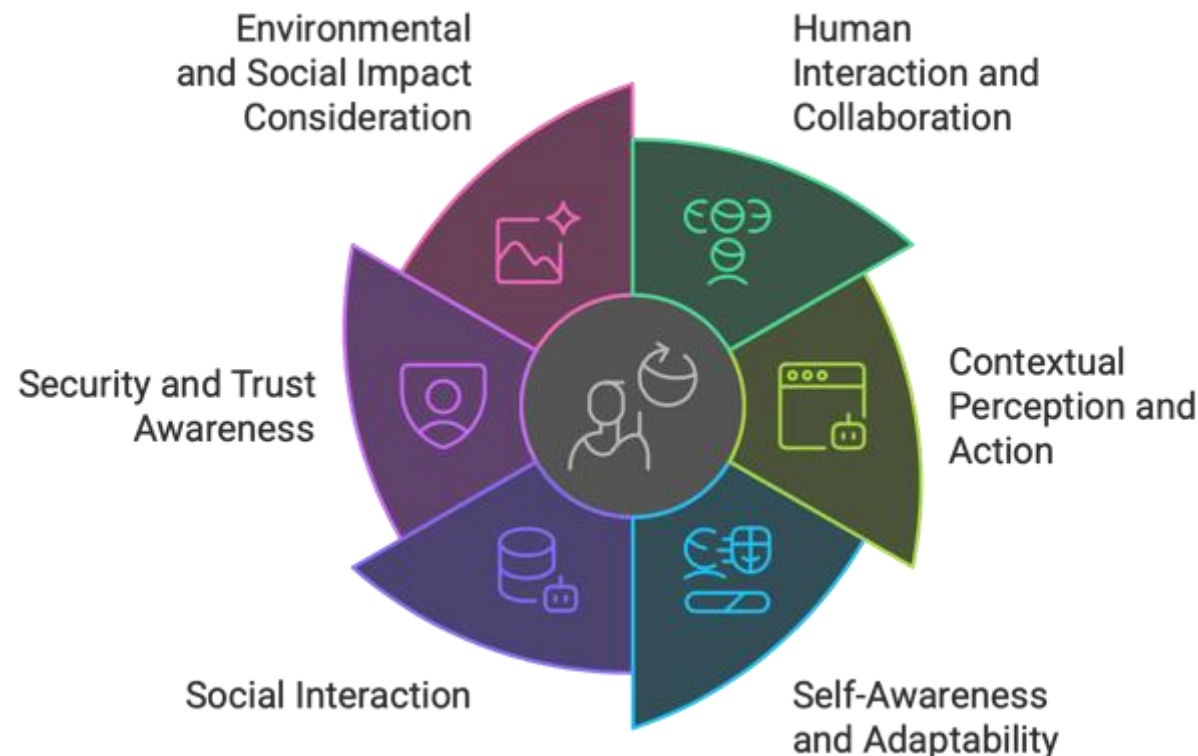 Environmental
and Social Impact
Consideration
Human
Interaction and
Collaboration
Contextual
Perception and
Action
Security and Trust
Awareness
Social Interaction
Self-Awareness
and Adaptability